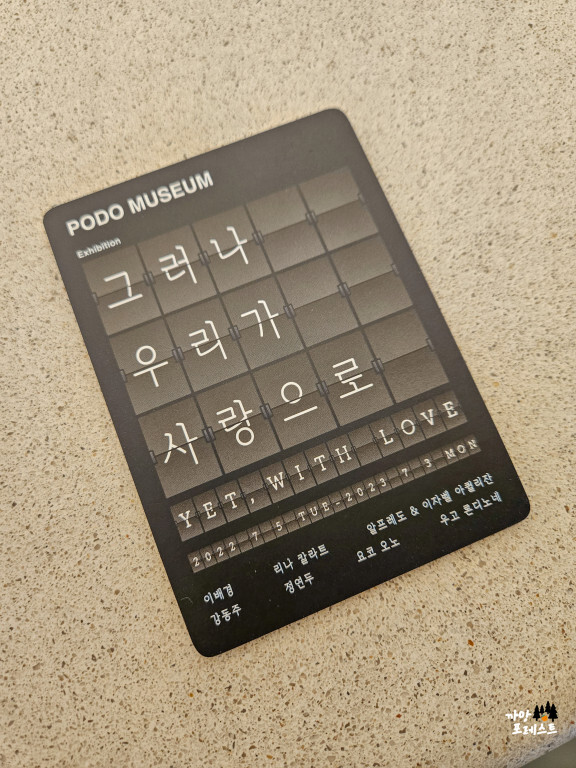 PODO MUSEUM
Exhibition
그러나
우리가
사랑으로
YET, WITH LOVE
2022 7 5 TUE-2023 7 3 MON
이배경 리나 칼라트 알프레도 & 이자벨 아퀼리잔
강동주 정연두 요코 오노 우고 론디노네
까아
포레스트